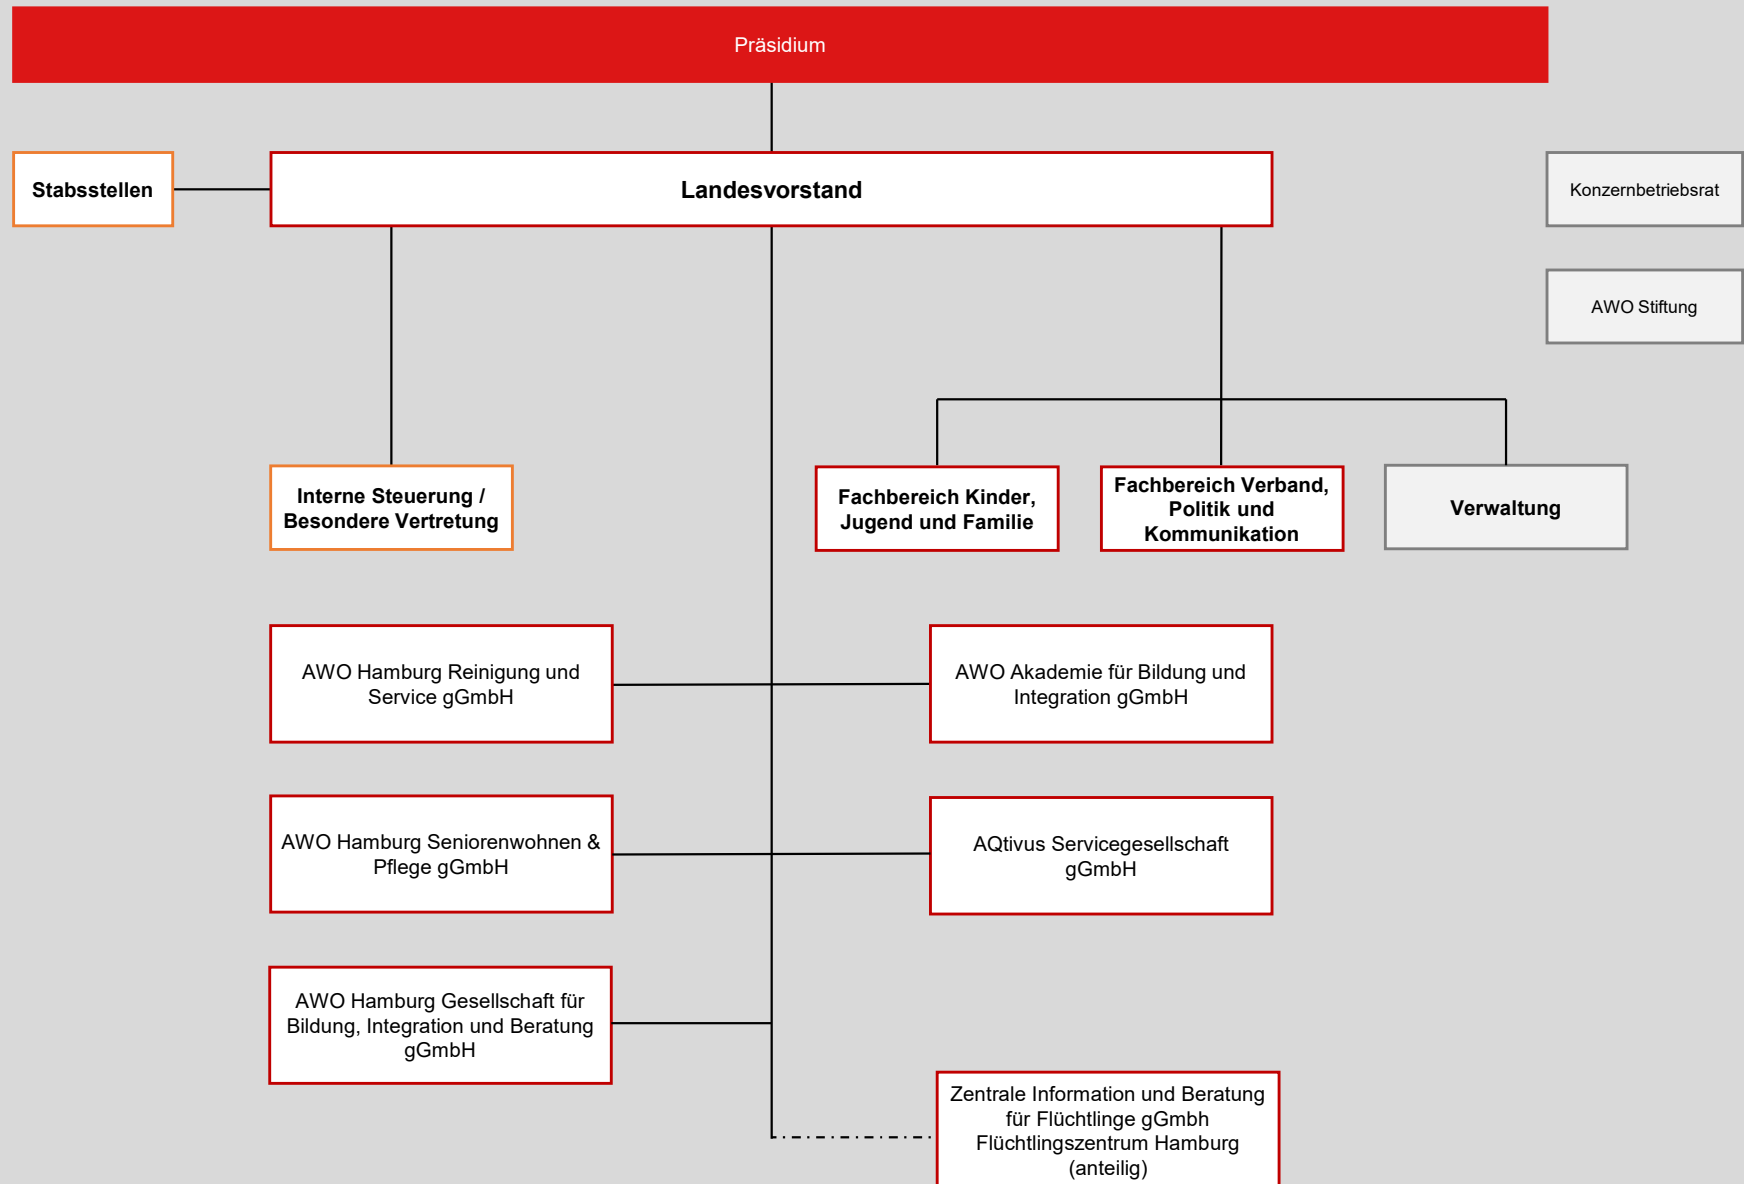 Präsidium
Stabsstellen
Landesvorstand
Konzernbetriebsrat
AWO Stiftung
Interne Steuerung /
Besondere Vertretung
Fachbereich Kinder,
Jugend und Familie
Fachbereich Verband,
Politik und
Kommunikation
Verwaltung
AWO Hamburg Reinigung und
Service gGmbH
AWO Akademie für Bildung und
Integration gGmbH
AWO Hamburg Seniorenwohnen &
Pflege gGmbH
AQtivus Servicegesellschaft
gGmbH
AWO Hamburg Gesellschaft für
Bildung, Integration und Beratung
gGmbH
Zentrale Information und Beratung
für Flüchtlinge gGmbh
Flüchtlingszentrum Hamburg
(anteilig)